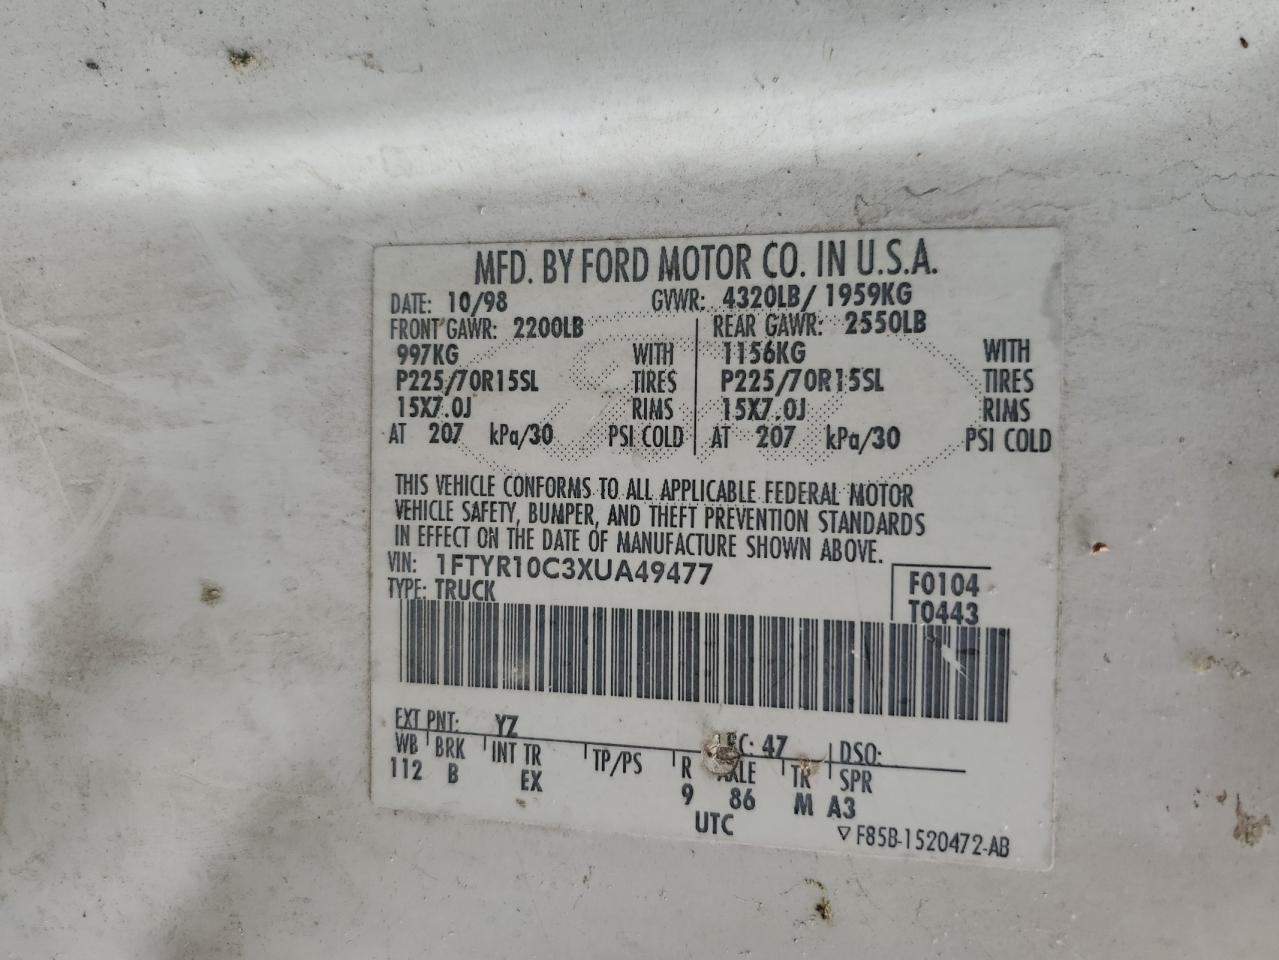 MFD. BY FORD MOTOR CO. IN U.S.A.
DATE: 10/98 GVWR: 4320LB/ 1959KG
FRONT GAWR: 2200LB REAR GAWR: 2550LB
997KG WITH 1156KG WITH
P225/70R15SL TIRES P225/70R15SL TIRES
15X7.0J RIMS 15X7.0J RIMS
AT 207 kPa/30 PSI COLD AT 207 kPa/30 PSI COLD
THIS VEHICLE CONFORMS TO ALL APPLICABLE FEDERAL MOTOR
VEHICLE SAFETY, BUMPER, AND THEFT PREVENTION STANDARDS
IN EFFECT ON THE DATE OF MANUFACTURE SHOWN ABOVE.
VIN: 1FTYR10C3XUA49477 F0104
TYPE: TRUCK T0443
EXT PNT: YZ 47 DSO:
WB BRK INT TR TP/PS R TR SPR
112 B EX 9 86 M A3
UTC
▽ F85B-1520472-AB